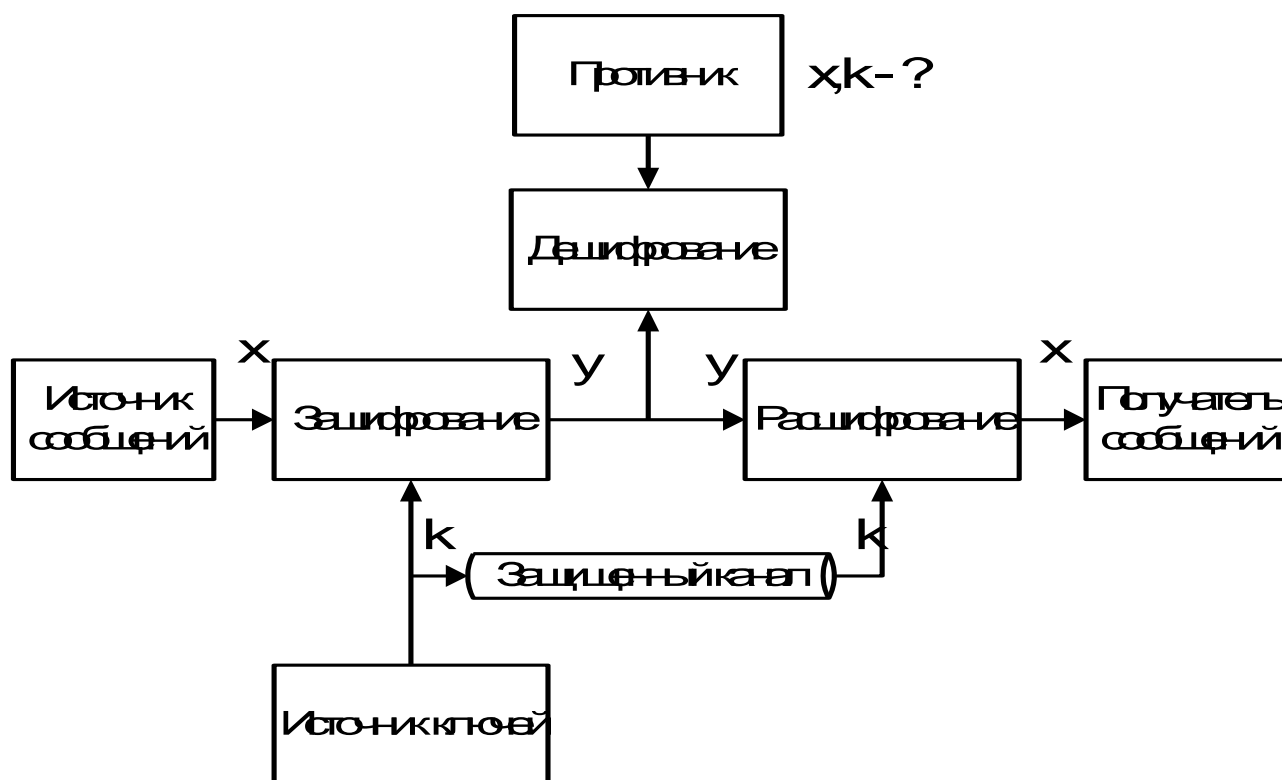 Противник
x,k- ?
Дешифрование
x
y
y
x
Источник
сообщений
Зашифрование
Расшифрование
Получатель
сообщений
k
k
Защищенный канал
Источник ключей